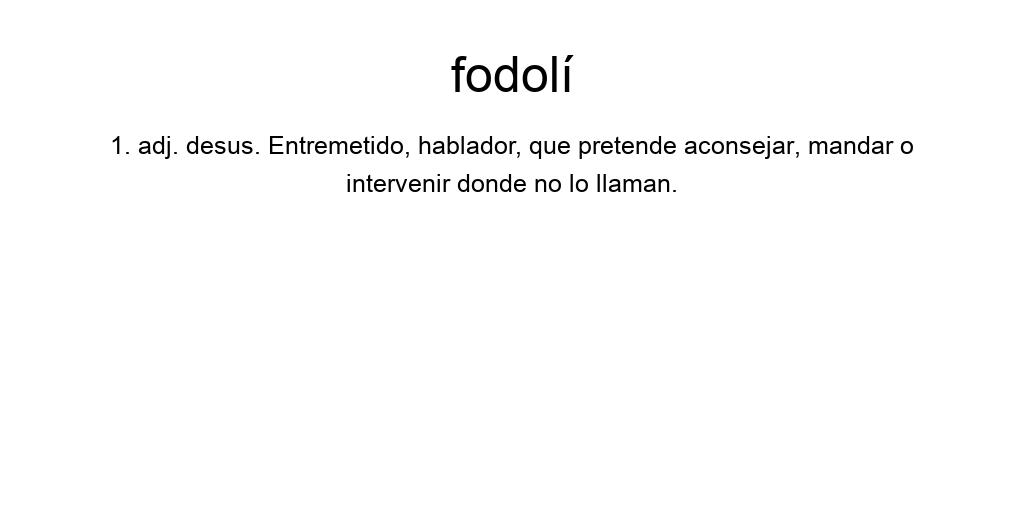 fodolí
1. adj. desus. Entremetido, hablador, que pretende aconsejar, mandar o
intervenir donde no lo llaman.